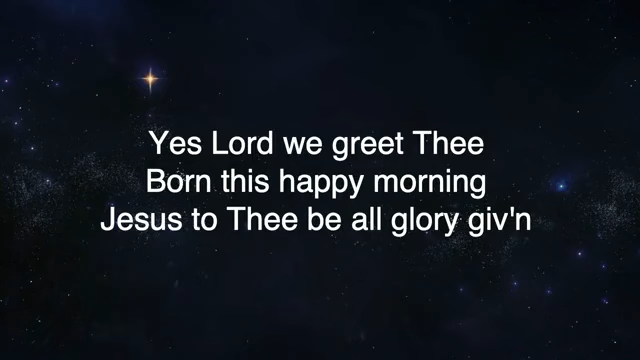 Yes Lord we greet Thee
Born this happy morning
Jesus to Thee be all glory giv'n